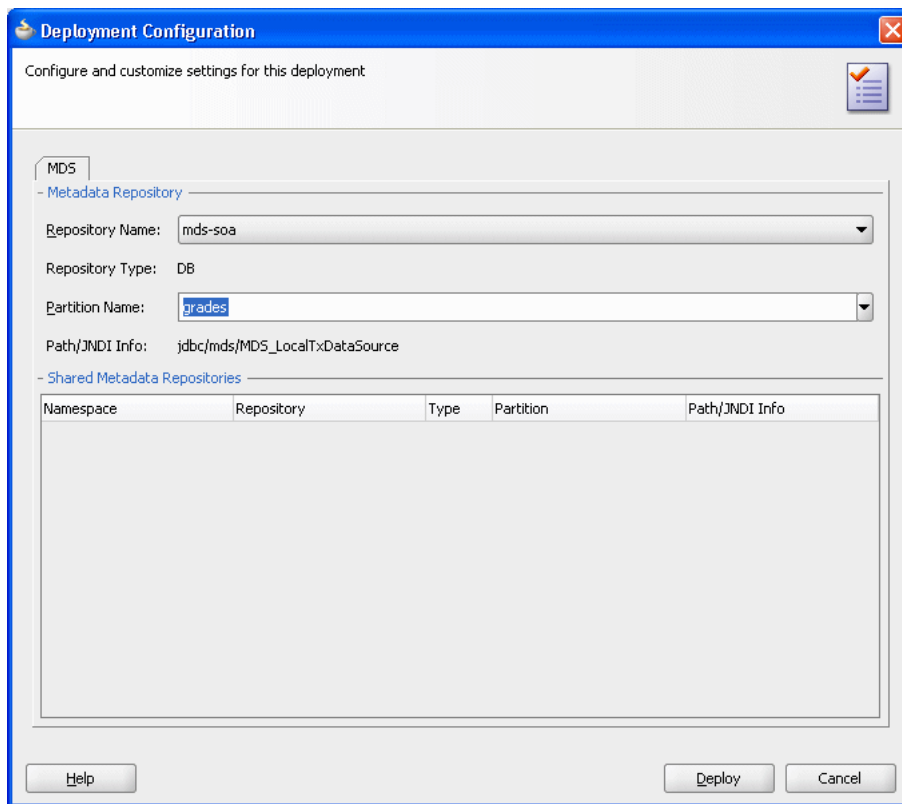 Deployment Configuration
Configure and customize settings for this deployment
MDS
Metadata Repository
Repository Name: mds-soa
Repository Type: DB
Partition Name: grades
Path/JNDI Info: jdbc/mds/MDS_LocalTxDataSource
Shared Metadata Repositories
Namespace Repository Type Partition Path/JNDI Info
Help Deploy Cancel